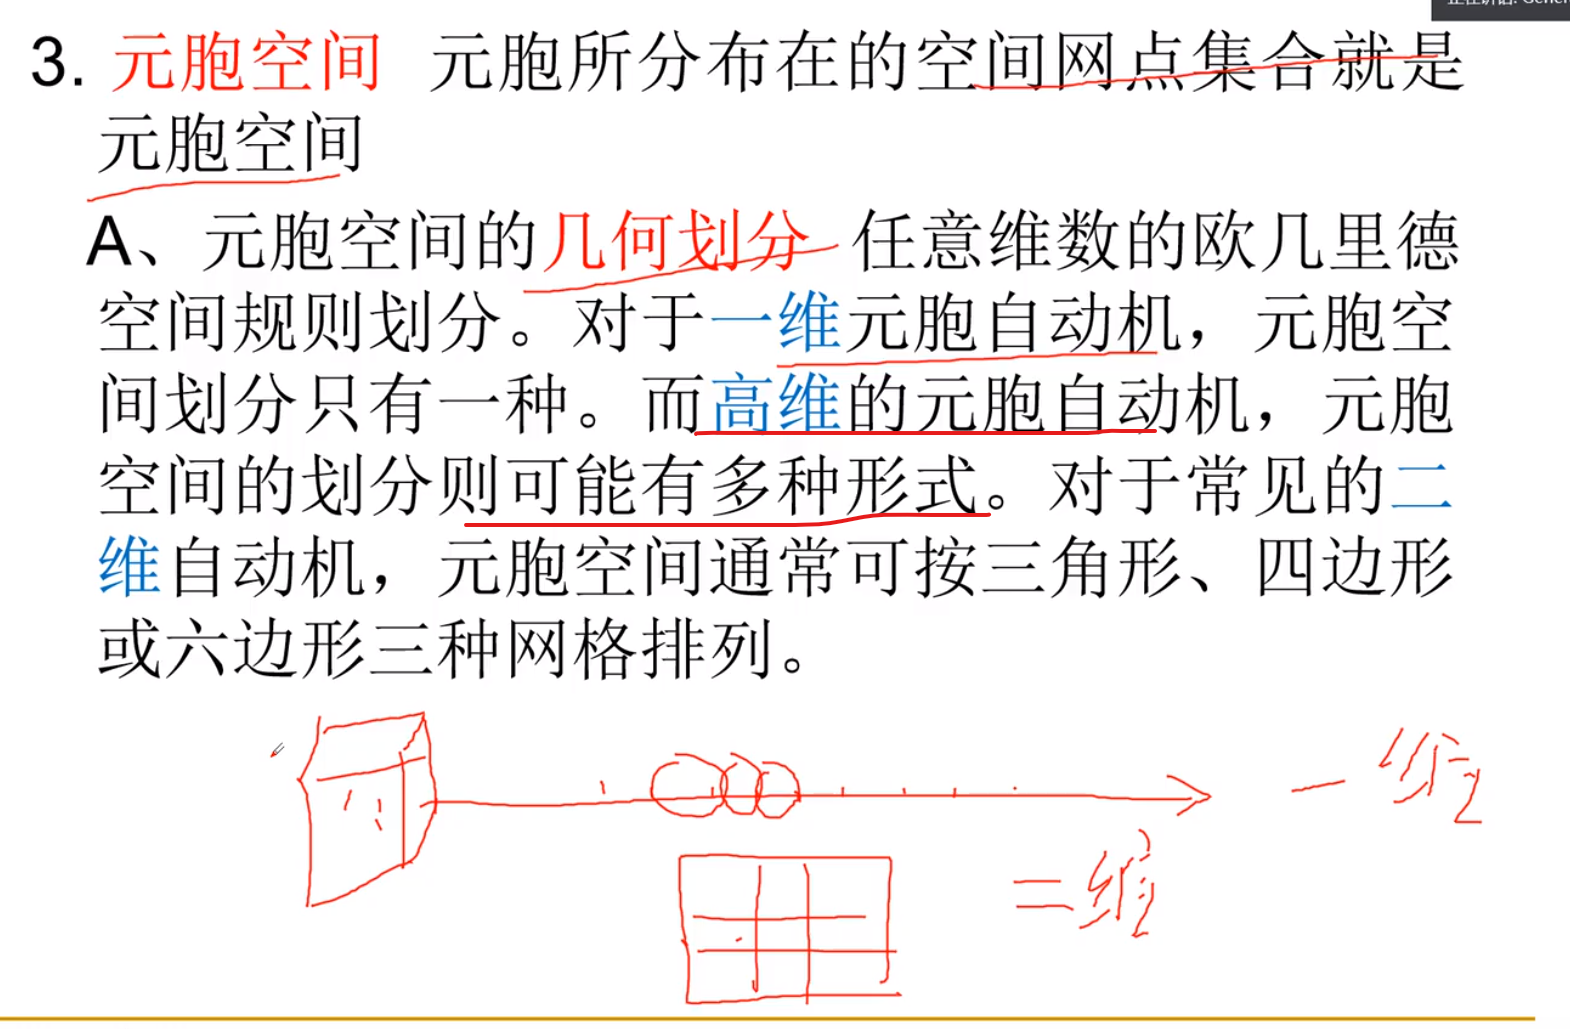 3. 元胞空间 元胞所分布在的空间网点集合就是
元胞空间
A、元胞空间的几何划分 任意维数的欧几里德
空间规则划分。对于一维元胞自动机，元胞空
间划分只有一种。而高维的元胞自动机，元胞
空间的划分则可能有多种形式。对于常见的二
维自动机，元胞空间通常可按三角形、四边形
或六边形三种网格排列。
一维
二维